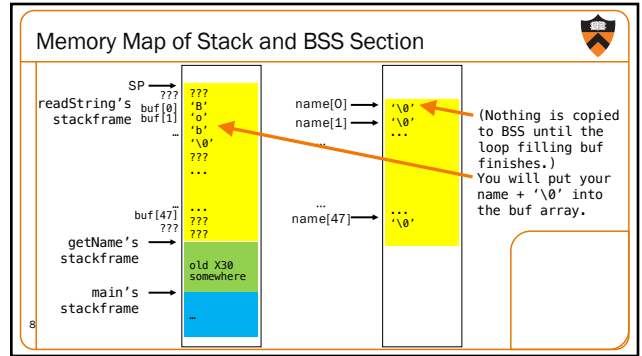 Memory Map of Stack and BSS Section
SP
???
readString's
stackframe
buf[0]
buf[1]
…
…
buf[47]
???
getName's
stackframe
main's
stackframe
???
‘B’
‘o’
‘b’
‘\0’
???
...
...
???
???
old X30
somewhere
…
name[0]
name[1]
…
…
name[47]
‘\0’
‘\0’
...
...
‘\0’
(Nothing is copied
to BSS until the
loop filling buf
finishes.)
You will put your
name + ‘\0’ into
the buf array.
8